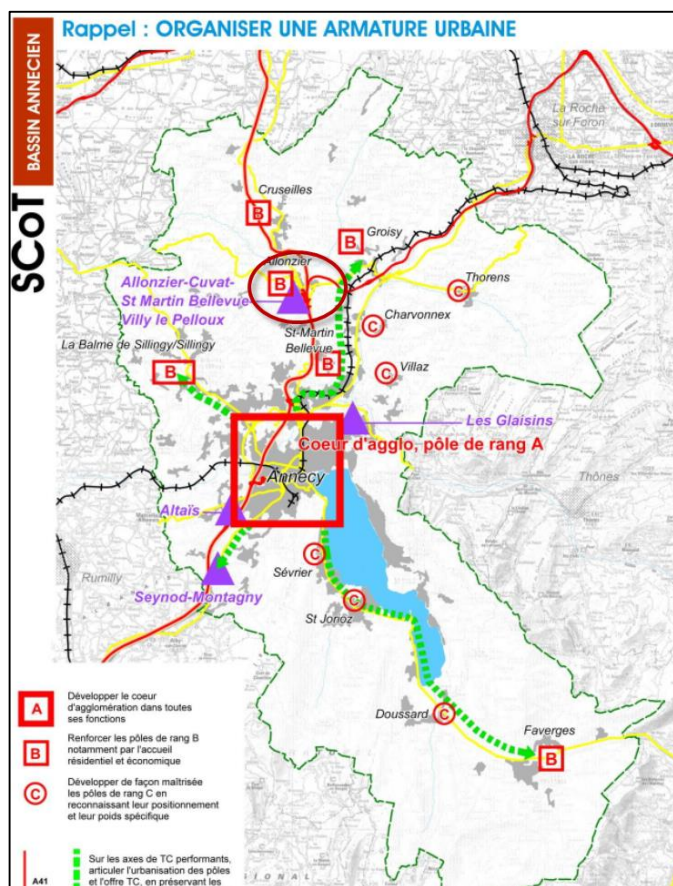 Rappel : ORGANISER UNE ARMATURE URBAINE
SCoT
BASSIN ANNECIEN
La Roche
sur Foron
Cruseilles
B
Groisy
B
Allonzier
B
Allonzier-Cuvat-
St Martin Bellevue
Villy le Pelloux
Thorens
C
Charvonnex
C
St-Martin
Bellevue
B
La Balme de Sillingy/Sillingy
B
Villaz
C
Les Glaisins
Coeur d'agglo, pôle de rang A
Annecy
Thônes
Altaïs
Sévrier
C
Rumilly
Seynod-Montagny
St Jorioz
C
Doussard
C
Faverges
B
A
Développer le coeur
d'agglomération dans toutes
ses fonctions
B
Renforcer les pôles de rang B
notamment par l'accueil
résidentiel et économique
C
Développer de façon maîtrisée
les pôles de rang C en
reconnaissant leur positionnement
et leur poids spécifique
A41
Sur les axes de TC performants,
articuler l'urbanisation des pôles
et l'offre TC, en préservant les